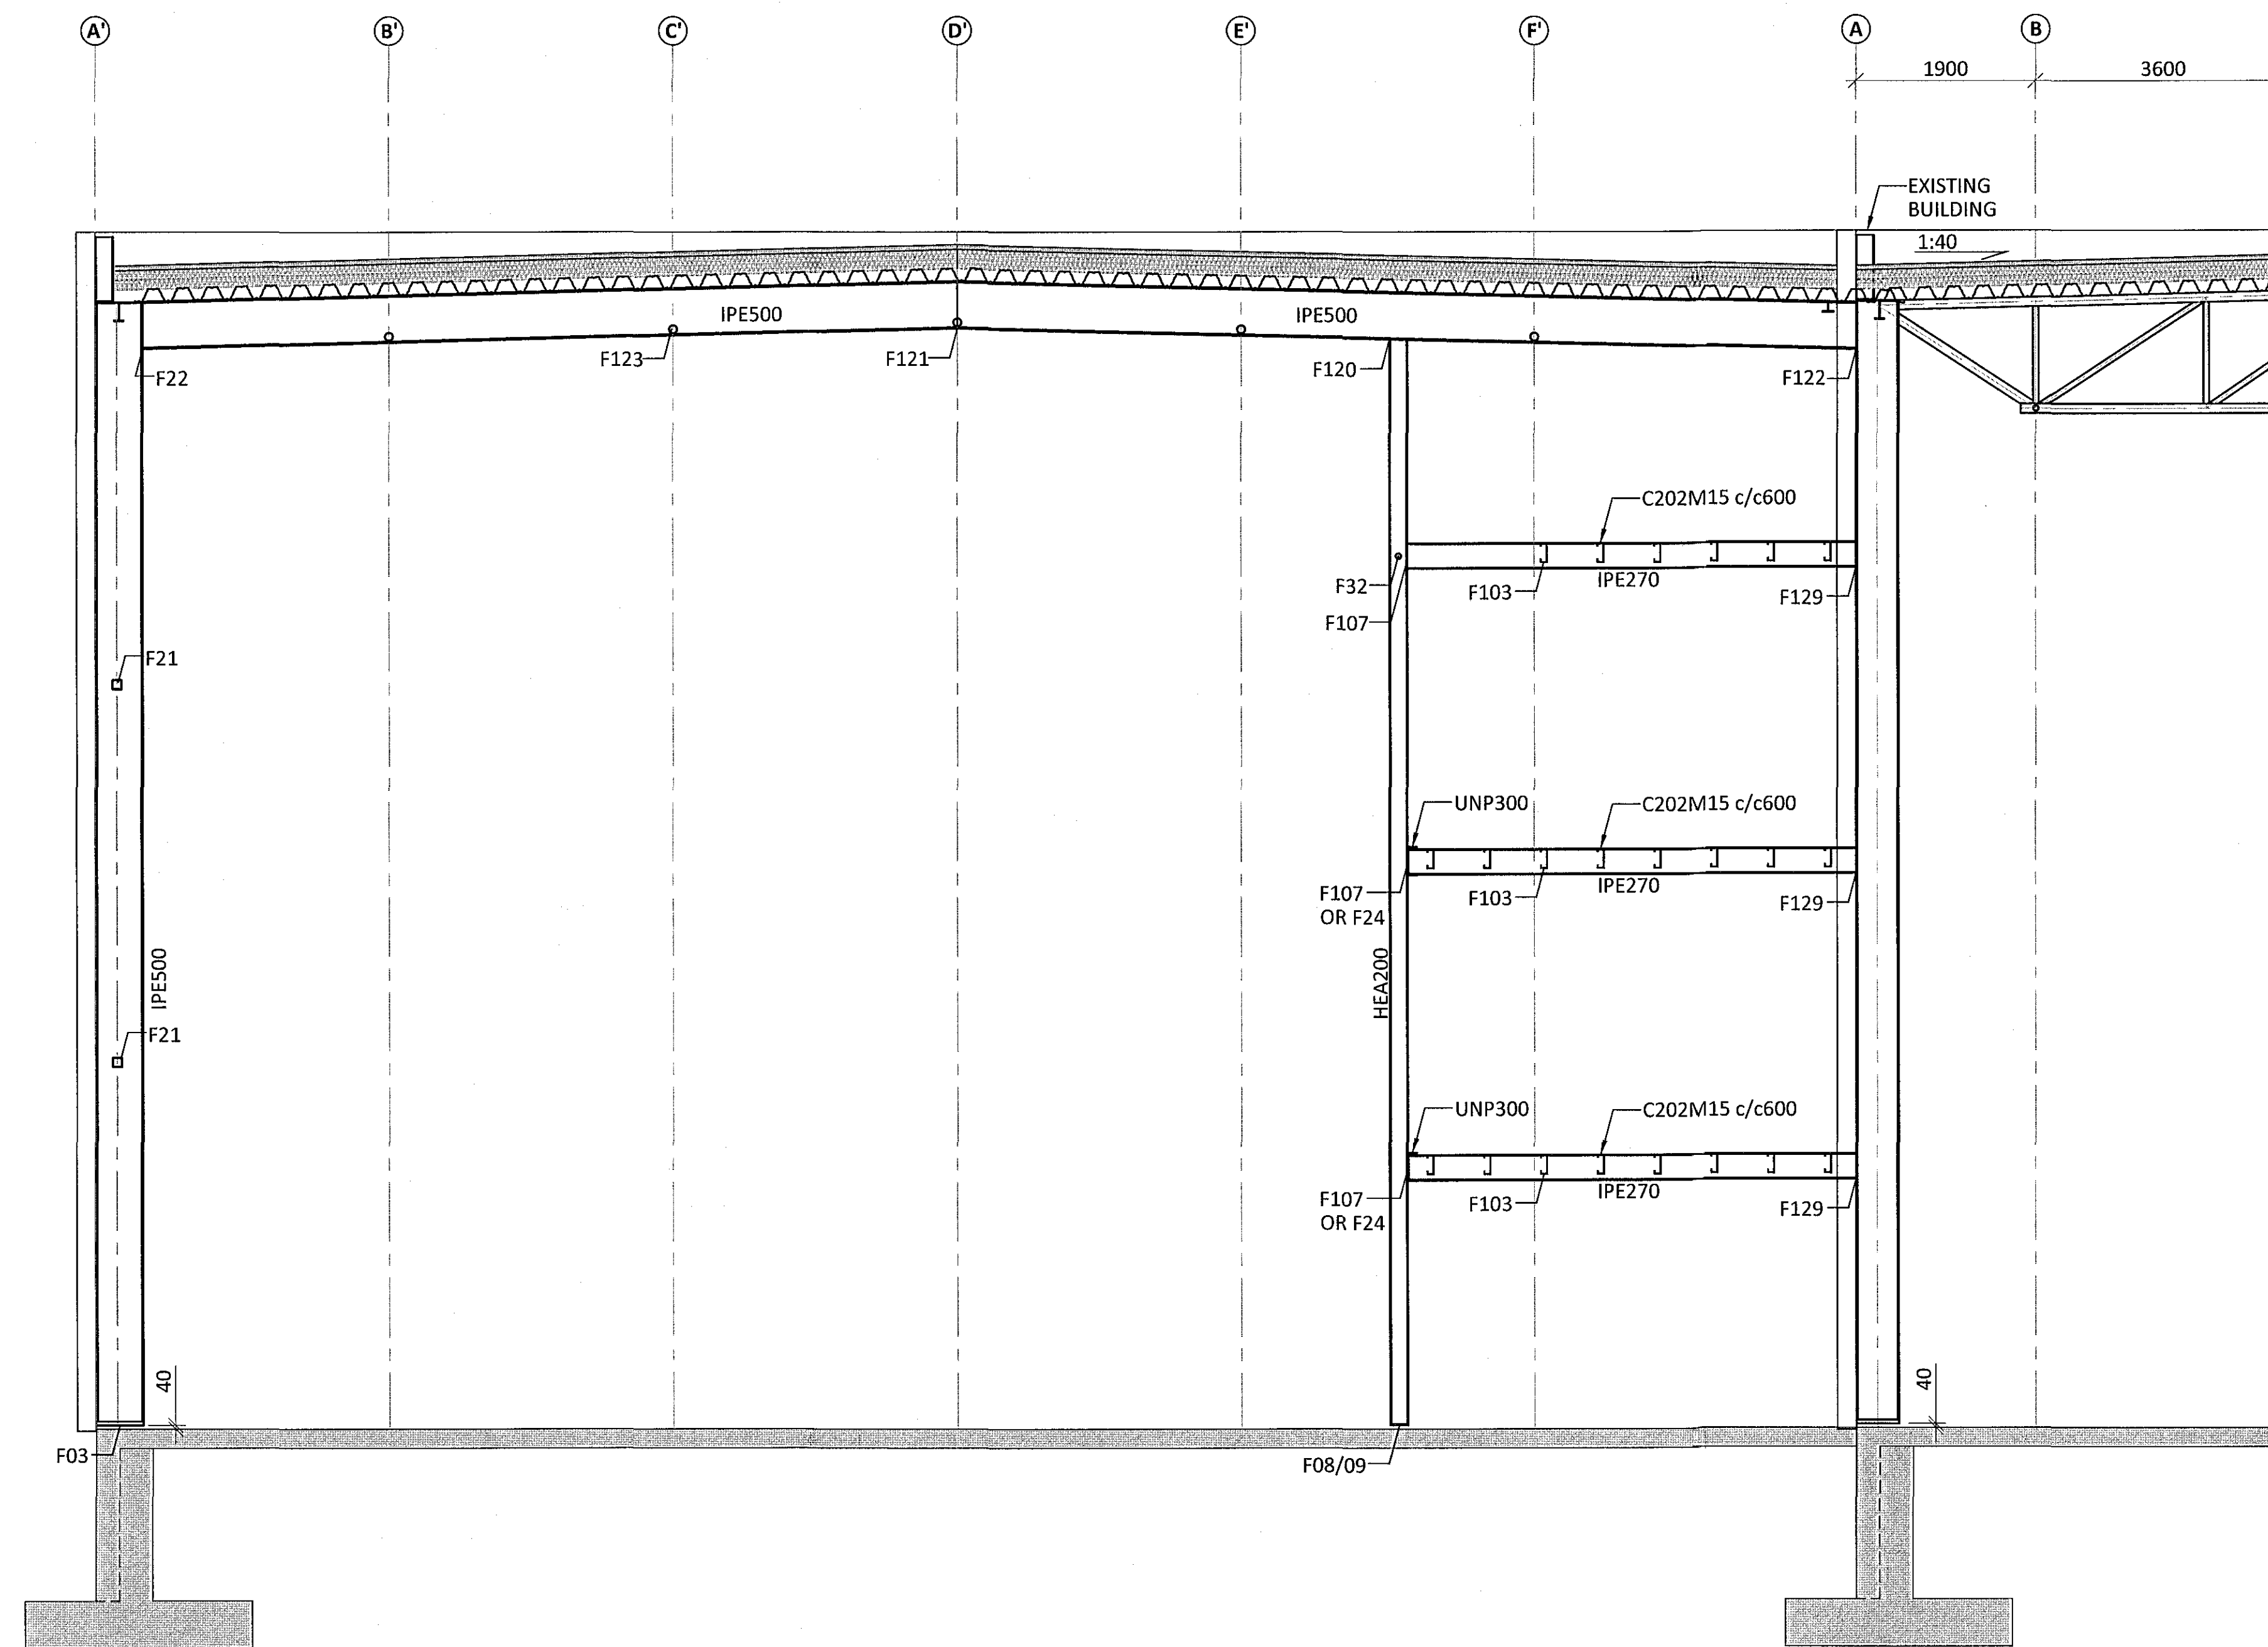 A' B' C' D' E' F' A B
1900 3600
EXISTING
BUILDING
1:40
IPE500 IPE500
F22 F123 F121 F120 F122
C202M15 c/c600
F32 F103 IPE270 F129
F107
F21
UNP300 C202M15 c/c600
F107 F103 IPE270 F129
OR F24
IPE500
HEA200
F21
UNP300 C202M15 c/c600
F107 F103 IPE270 F129
OR F24
40 40
F03 F08/09